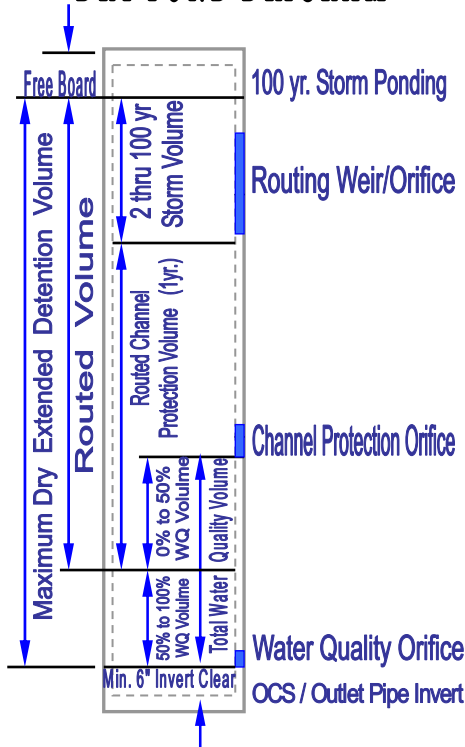 Free Board
100 yr. Storm Ponding
2 thru 100 yr
Storm Volume
Routing Weir/Orifice
Maximum Dry Extended Detention Volume
Routed Volume
Routed Channel
Protection Volume (1yr.)
Channel Protection Orifice
0% to 50%
WQ Volulme
50% to 100%
WQ Volulme
Total Water Quality Volume
Water Quality Orifice
Min. 6" Invert Clear
OCS / Outlet Pipe Invert